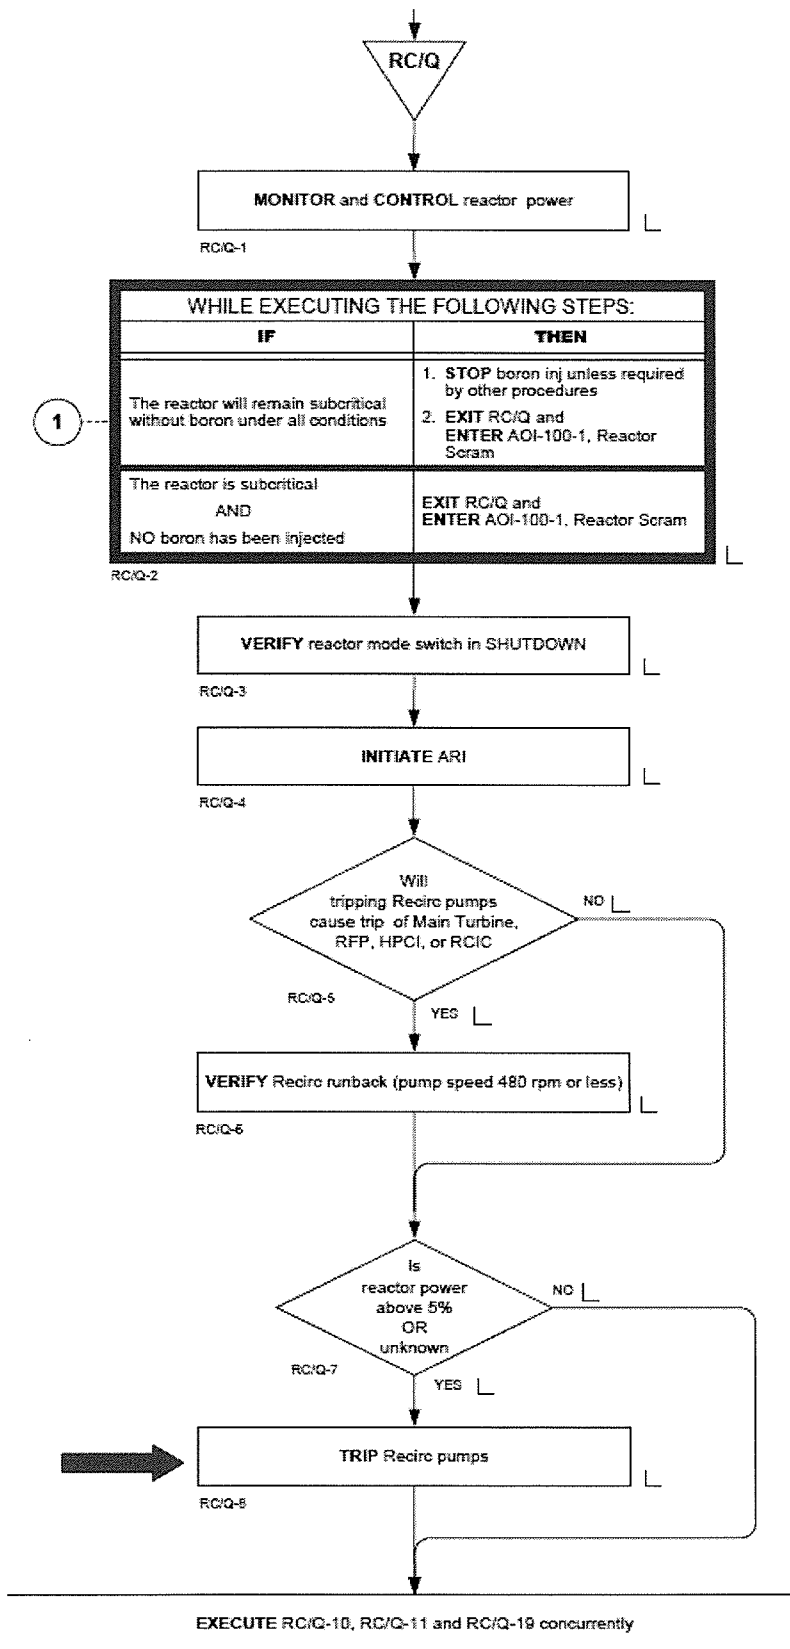 RC/Q
MONITOR and CONTROL reactor power
RC/Q-1
WHILE EXECUTING THE FOLLOWING STEPS:
IF
THEN
1
The reactor will remain subcritical
without boron under all conditions
1. STOP boron inj unless required
by other procedures
2. EXIT RC/Q and
ENTER AOI-100-1, Reactor
Scram
The reactor is subcritical
AND
NO boron has been injected
EXIT RC/Q and
ENTER AOI-100-1, Reactor Scram
RC/Q-2
VERIFY reactor mode switch in SHUTDOWN
RC/Q-3
INITIATE ARI
RC/Q-4
Will
tripping Recirc pumps
cause trip of Main Turbine,
RFP, HPCI, or RCIC
NO
RC/Q-5
YES
VERIFY Recirc runback (pump speed 480 rpm or less)
RC/Q-6
Is
reactor power
above 5%
OR
unknown
NO
RC/Q-7
YES
TRIP Recirc pumps
RC/Q-8
EXECUTE RC/Q-10, RC/Q-11 and RC/Q-19 concurrently